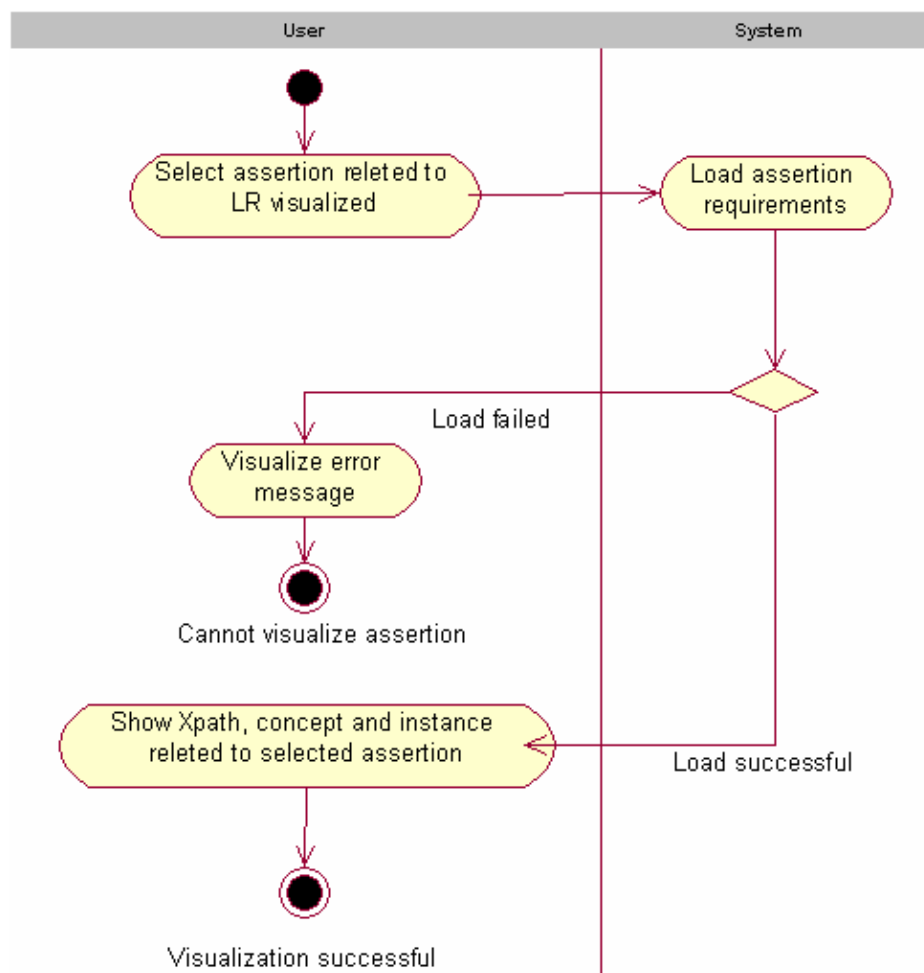 User
System
Select assertion releted to
LR visualized
Load assertion
requirements
Load failed
Visualize error
message
Cannot visualize assertion
Show Xpath, concept and instance
releted to selected assertion
Load successful
Visualization successful